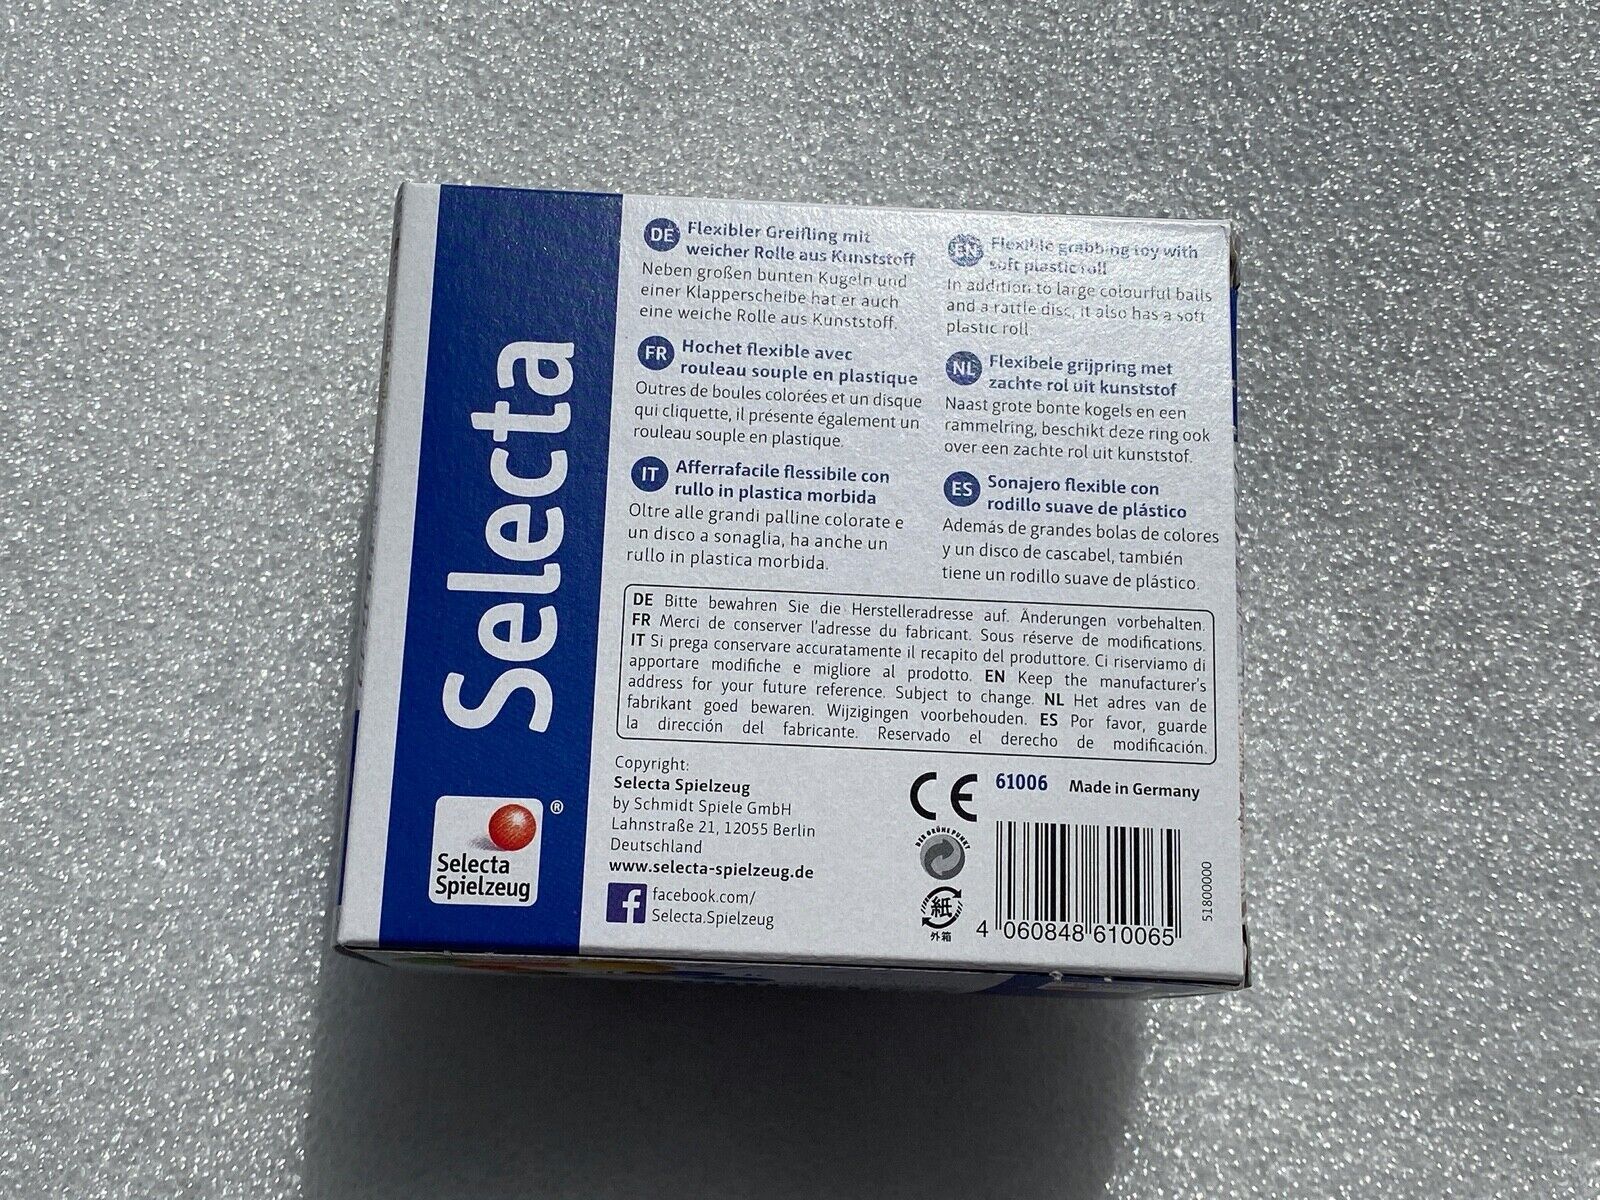 Selecta
Selecta
Spielzeug
®
DE Flexibler Greifling mit
weicher Rolle aus Kunststoff
Neben großen bunten Kugeln und
einer Klapperscheibe hat er auch
eine weiche Rolle aus Kunststoff.
FR Hochet flexible avec
rouleau souple en plastique
Outres de boules colorées et un disque
qui cliquette, il présente également un
rouleau souple en plastique.
IT Afferrafacile flessibile con
rullo in plastica morbida
Oltre alle grandi palline colorate e
un disco a sonaglia, ha anche un
rullo in plastica morbida.
EN Flexible grabbing toy with
soft plastic roll
In addition to large colourful balls
and a rattle disc, it also has a soft
plastic roll.
NL Flexibele grijpring met
zachte rol uit kunststof
Naast grote bonte kogels en een
rammelring, beschikt deze ring ook
over een zachte rol uit kunststof.
ES Sonajero flexible con
rodillo suave de plástico
Además de grandes bolas de colores
y un disco de cascabel, también
tiene un rodillo suave de plástico.
DE Bitte bewahren Sie die Herstelleradresse auf. Änderungen vorbehalten.
FR Merci de conserver l'adresse du fabricant. Sous réserve de modifications.
IT Si prega conservare accuratamente il recapito del produttore. Ci riserviamo di
apportare modifiche e migliorie al prodotto. EN Keep the manufacturer's
address for your future reference. Subject to change. NL Het adres van de
fabrikant goed bewaren. Wijzigingen voorbehouden. ES Por favor, guarde
la dirección del fabricante. Reservado el derecho de modificación.
Copyright:
Selecta Spielzeug
by Schmidt Spiele GmbH
Lahnstraße 21, 12055 Berlin
Deutschland
www.selecta-spielzeug.de
f facebook.com/
Selecta.Spielzeug
CE 61006 Made in Germany
DER GRÜNE PUNKT
紙
外箱
4 060848 610065
51800000